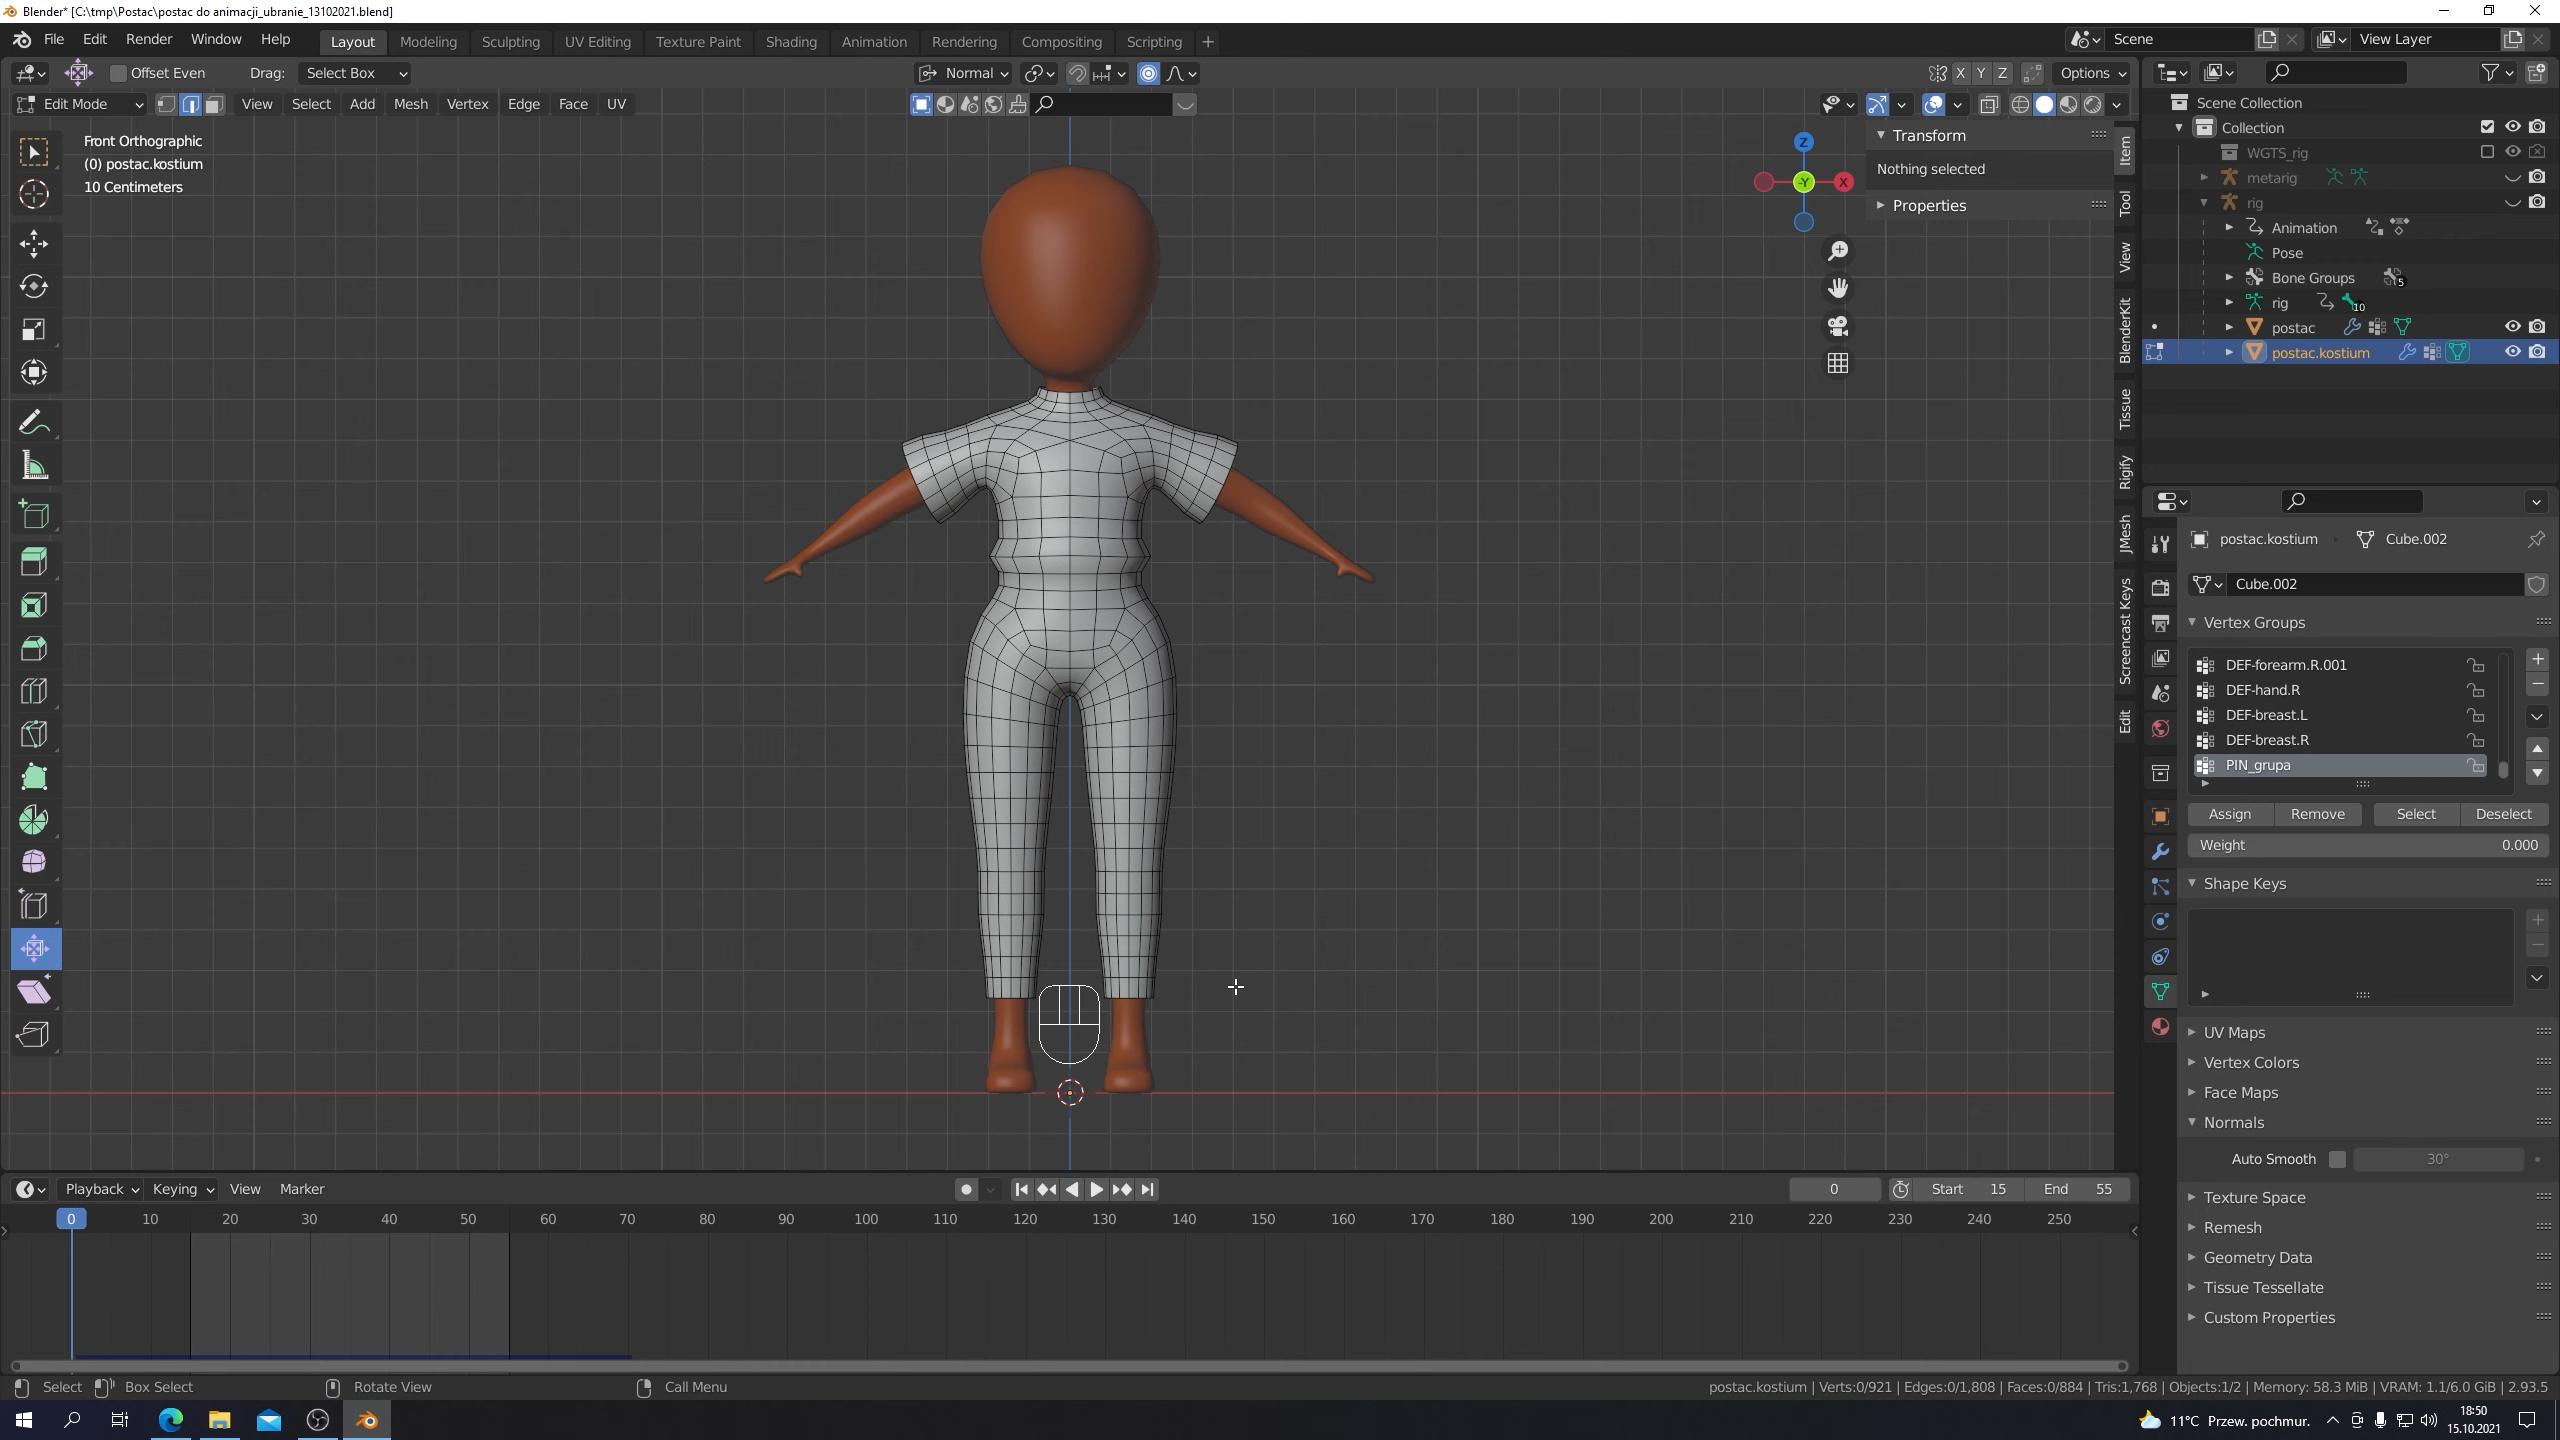 Blender* [C:\tmp\Postac\postac do animacji_ubranie_13102021.blend]
File Edit Render Window Help Layout Modeling Sculpting UV Editing Texture Paint Shading Animation Rendering Compositing Scripting + Scene View Layer
Offset Even Drag: Select Box Normal X Y Z Options
Edit Mode View Select Add Mesh Vertex Edge Face UV
Front Orthographic
(0) postac.kostium
10 Centimeters
Transform
Nothing selected
Properties
Z
-Y
X
Item
Tool
View
BlenderKit
Tissue
Rigify
JMesh
Screencast Keys
Edit
Scene Collection
Collection
WGTS_rig
metarig
rig
Animation
Pose
Bone Groups 5
rig 10
postac
postac.kostium
postac.kostium Cube.002
Cube.002
Vertex Groups
DEF-forearm.R.001
DEF-hand.R
DEF-breast.L
DEF-breast.R
PIN_grupa
Assign Remove Select Deselect
Weight 0.000
Shape Keys
UV Maps
Vertex Colors
Face Maps
Normals
Auto Smooth 30°
Texture Space
Remesh
Geometry Data
Tissue Tessellate
Custom Properties
Playback Keying View Marker 0 Start 15 End 55
0 10 20 30 40 50 60 70 80 90 100 110 120 130 140 150 160 170 180 190 200 210 220 230 240 250
Select Box Select Rotate View Call Menu postac.kostium | Verts:0/921 | Edges:0/1,808 | Faces:0/884 | Tris:1,768 | Objects:1/2 | Memory: 58.3 MiB | VRAM: 1.1/6.0 GiB | 2.93.5
11°C Przew. pochmur. 18:50
15.10.2021